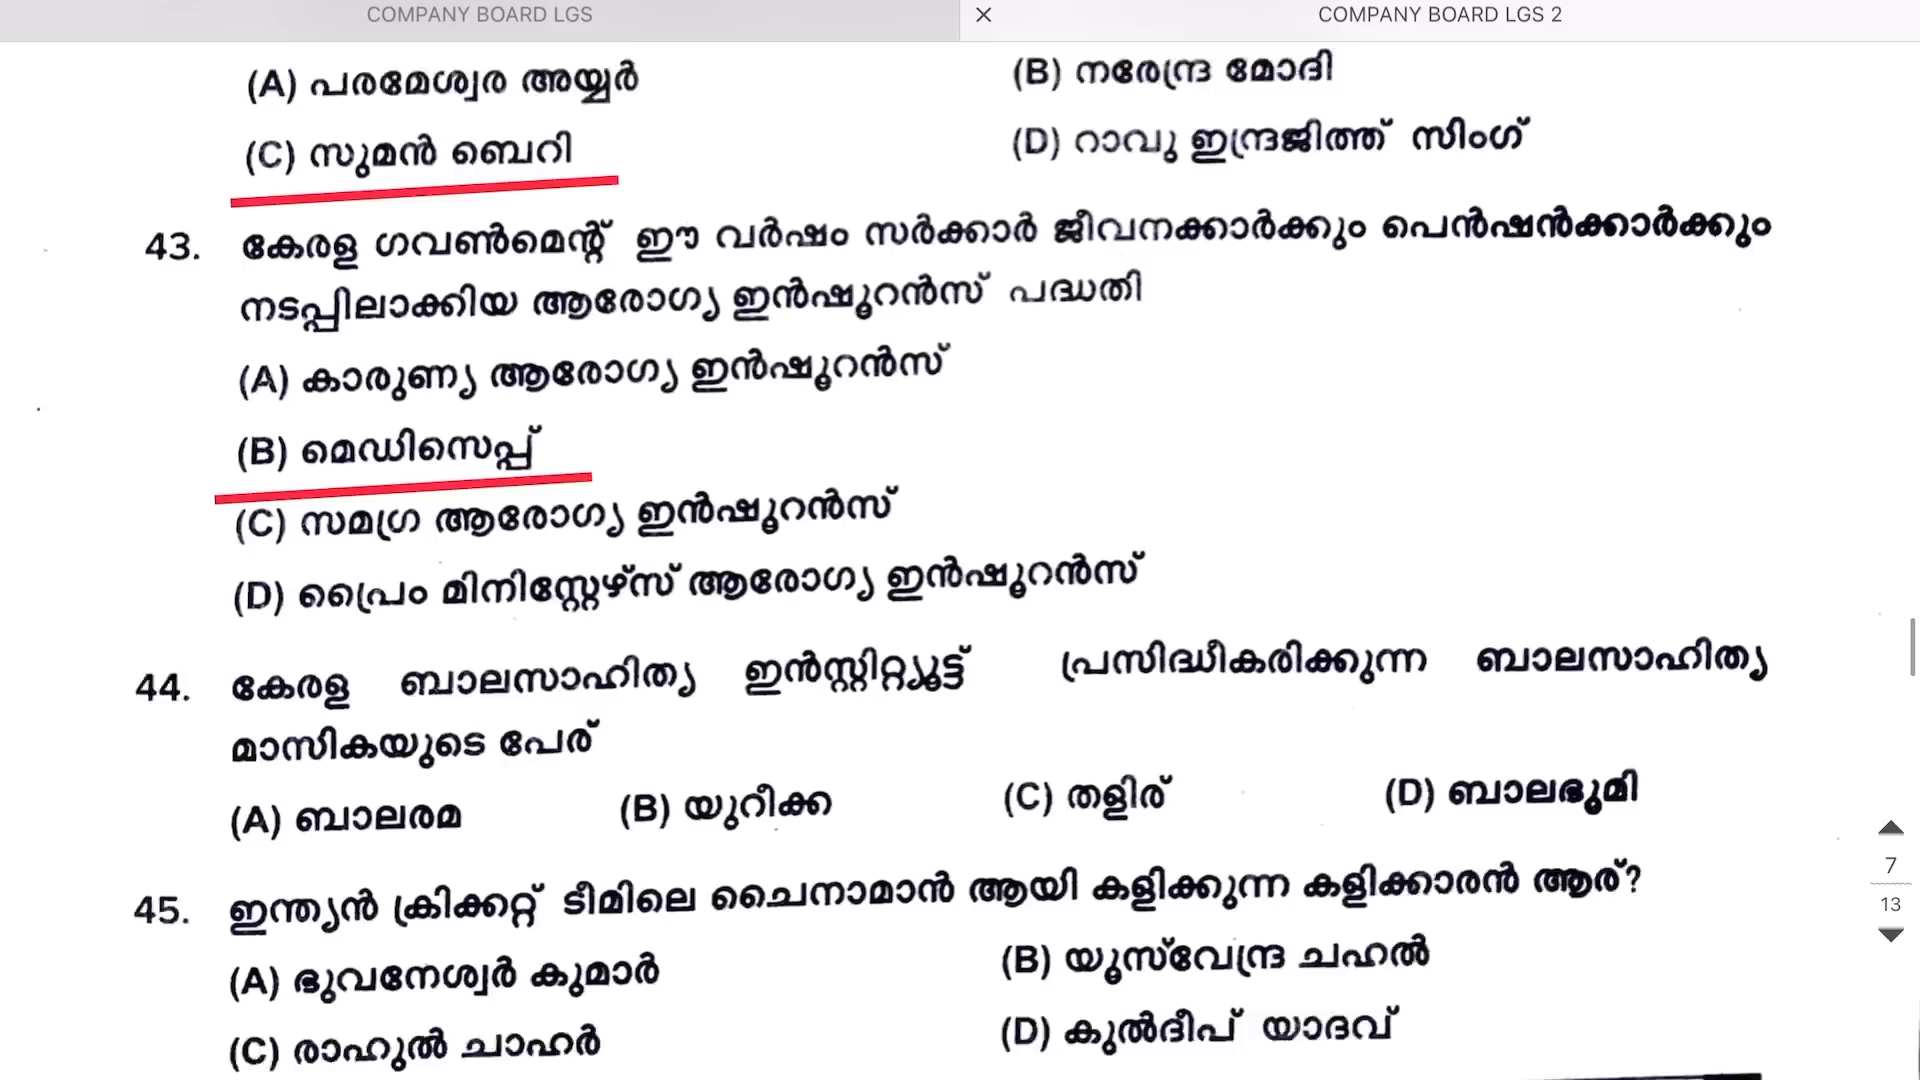 COMPANY BOARD LGS
COMPANY BOARD LGS 2
(A) പരമേശ്വര അയ്യർ (B) നരേന്ദ്ര മോദി
(C) സുമൻ ബെറി (D) റാവു ഇന്ദ്രജിത്ത് സിംഗ്
43. കേരള ഗവൺമെന്റ് ഈ വർഷം സർക്കാർ ജീവനക്കാർക്കും പെൻഷൻക്കാർക്കും
നടപ്പിലാക്കിയ ആരോഗ്യ ഇൻഷൂറൻസ് പദ്ധതി
(A) കാരുണ്യ ആരോഗ്യ ഇൻഷൂറൻസ്
(B) മെഡിസെപ്പ്
(C) സമഗ്ര ആരോഗ്യ ഇൻഷൂറൻസ്
(D) പ്രൈം മിനിസ്റ്റേഴ്സ് ആരോഗ്യ ഇൻഷൂറൻസ്
44. കേരള ബാലസാഹിത്യ ഇൻസ്റ്റിറ്റ്യൂട്ട് പ്രസിദ്ധീകരിക്കുന്ന ബാലസാഹിത്യ
മാസികയുടെ പേര്
(A) ബാലരമ (B) യുറീക്ക (C) തളിര് (D) ബാലഭൂമി
45. ഇന്ത്യൻ ക്രിക്കറ്റ് ടീമിലെ ചൈനാമാൻ ആയി കളിക്കുന്ന കളിക്കാരൻ ആര്?
(A) ഭുവനേശ്വർ കുമാർ (B) യൂസ്‌വേന്ദ്ര ചഹൽ
(C) രാഹുൽ ചാഹർ (D) കുൽദീപ് യാദവ്
7
13